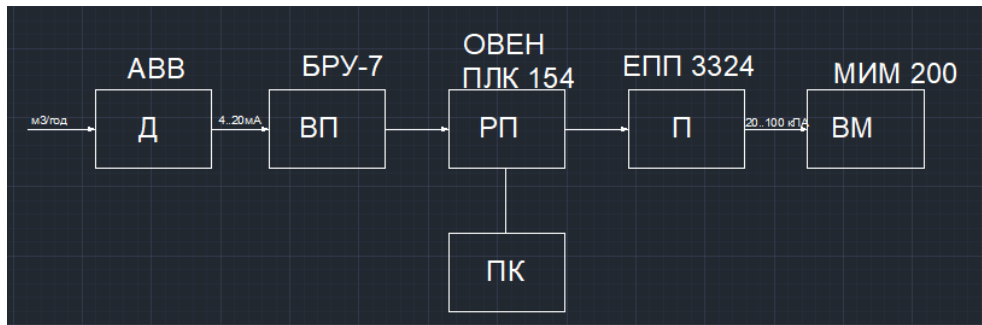 АВВ
БРУ-7
ОВЕН
ПЛК 154
ЕПП 3324
МИМ 200
м3/год
Д
4..20мА
ВП
РП
П
20..100 кПА
ВМ
ПК